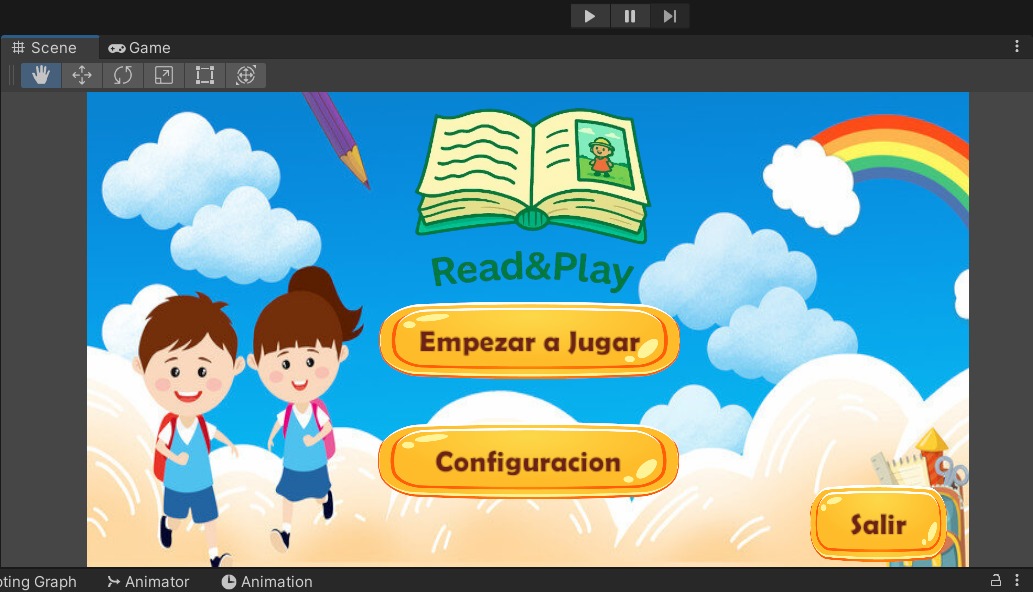 Scene
Game
Read&Play
Empezar a Jugar
Configuracion
Salir
oting Graph
Animator
Animation